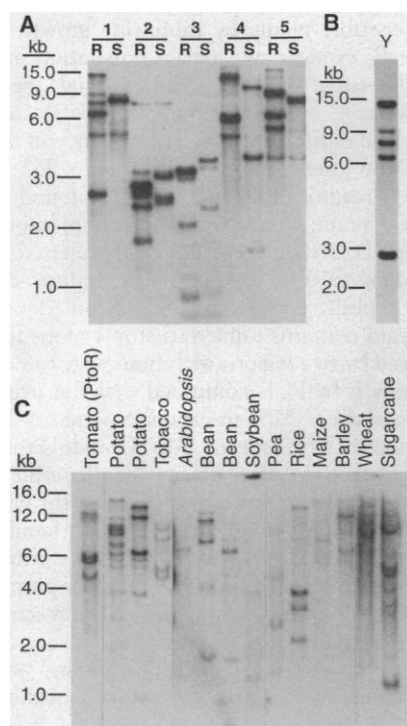 A
1 2 3 4 5
kb R S R S R S R S R S
15.0
9.0
6.0
3.0
2.0
1.0
B
Y
kb
15.0
9.0
6.0
3.0
2.0
C
kb
Tomato (PtoR)
Potato
Potato
Tobacco
Arabidopsis
Bean
Bean
Soybean
Pea
Rice
Maize
Barley
Wheat
Sugarcane
16.0
12.0
6.0
4.0
2.0
1.0